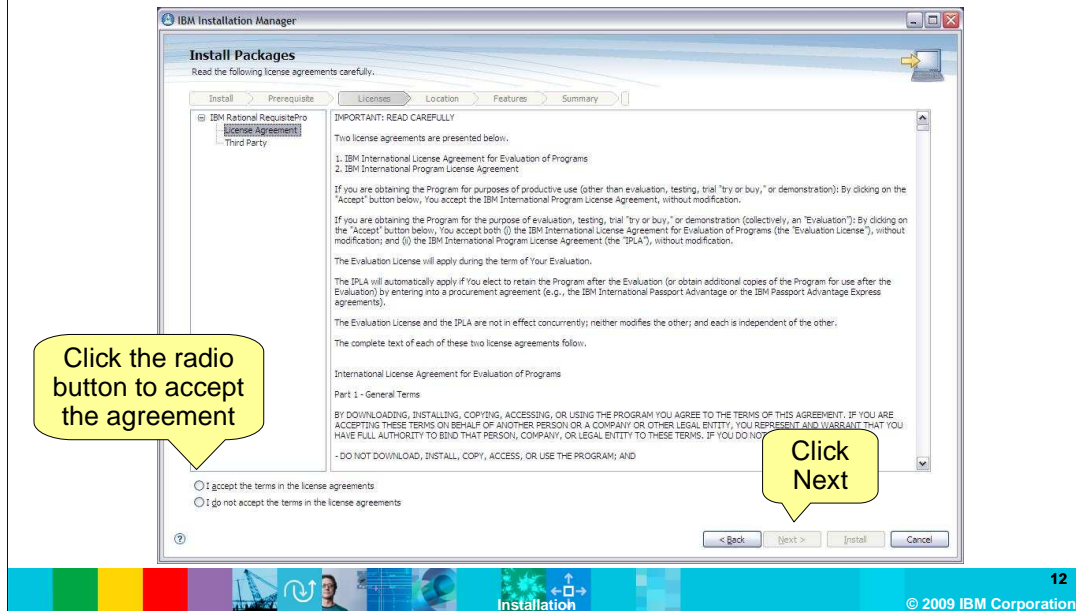 IBM Installation Manager
Install Packages
Read the following license agreements carefully.
Install Prerequisite Licenses Location Features Summary
IBM Rational RequisitePro
License Agreement
Third Party
IMPORTANT: READ CAREFULLY
Two license agreements are presented below.
1. IBM International License Agreement for Evaluation of Programs
2. IBM International Program License Agreement
If you are obtaining the Program for purposes of productive use (other than evaluation, testing, trial "try or buy," or demonstration): By clicking on the
"Accept" button below, You accept the IBM International Program License Agreement, without modification.
If you are obtaining the Program for the purpose of evaluation, testing, trial "try or buy," or demonstration (collectively, an "Evaluation"): By clicking on
the "Accept" button below, You accept both (i) the IBM International License Agreement for Evaluation of Programs (the "Evaluation License"), without
modification; and (ii) the IBM International Program License Agreement (the "IPLA"), without modification.
The Evaluation License will apply during the term of Your Evaluation.
The IPLA will automatically apply if You elect to retain the Program after the Evaluation (or obtain additional copies of the Program for use after the
Evaluation) by entering into a procurement agreement (e.g., the IBM International Passport Advantage or the IBM Passport Advantage Express
agreements).
The Evaluation License and the IPLA are not in effect concurrently; neither modifies the other; and each is independent of the other.
The complete text of each of these two license agreements follow.
International License Agreement for Evaluation of Programs
Part 1 - General Terms
BY DOWNLOADING, INSTALLING, COPYING, ACCESSING, OR USING THE PROGRAM YOU AGREE TO THE TERMS OF THIS AGREEMENT. IF YOU ARE
ACCEPTING THESE TERMS ON BEHALF OF ANOTHER PERSON OR A COMPANY OR OTHER LEGAL ENTITY, YOU REPRESENT AND WARRANT THAT YOU
HAVE FULL AUTHORITY TO BIND THAT PERSON, COMPANY, OR LEGAL ENTITY TO THESE TERMS. IF YOU DO NOT
- DO NOT DOWNLOAD, INSTALL, COPY, ACCESS, OR USE THE PROGRAM; AND
Click the radio
button to accept
the agreement
Click
Next
I accept the terms in the license agreements
I do not accept the terms in the license agreements
? < Back Next > Install Cancel
Installation
12
© 2009 IBM Corporation